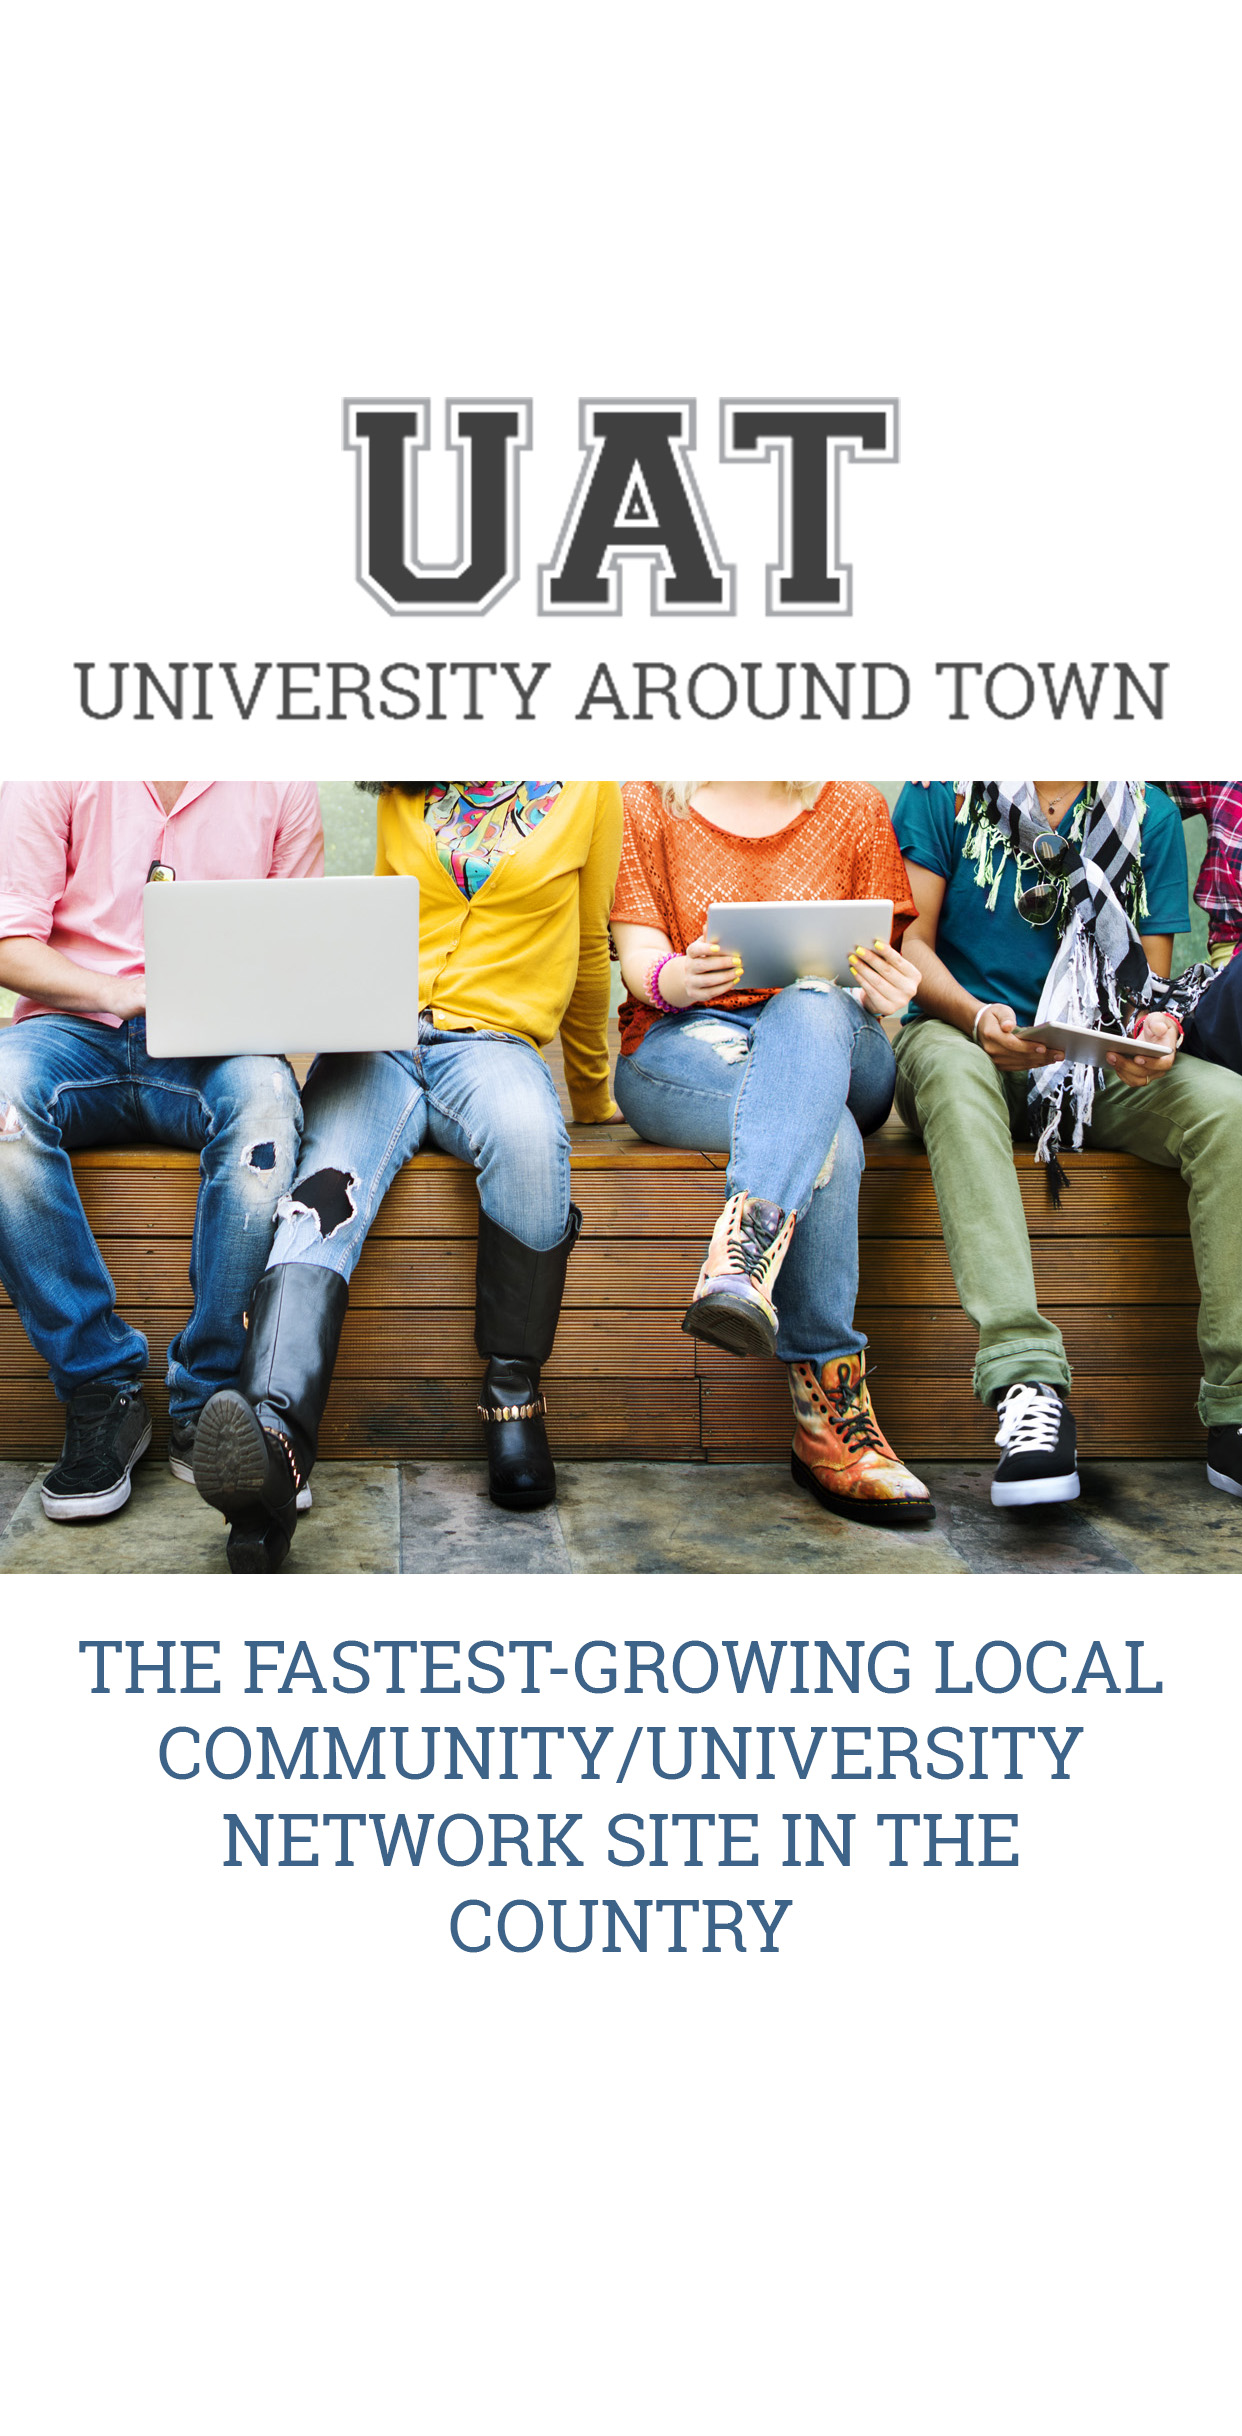 UAT
UNIVERSITY AROUND TOWN
THE FASTEST-GROWING LOCAL
COMMUNITY/UNIVERSITY
NETWORK SITE IN THE
COUNTRY